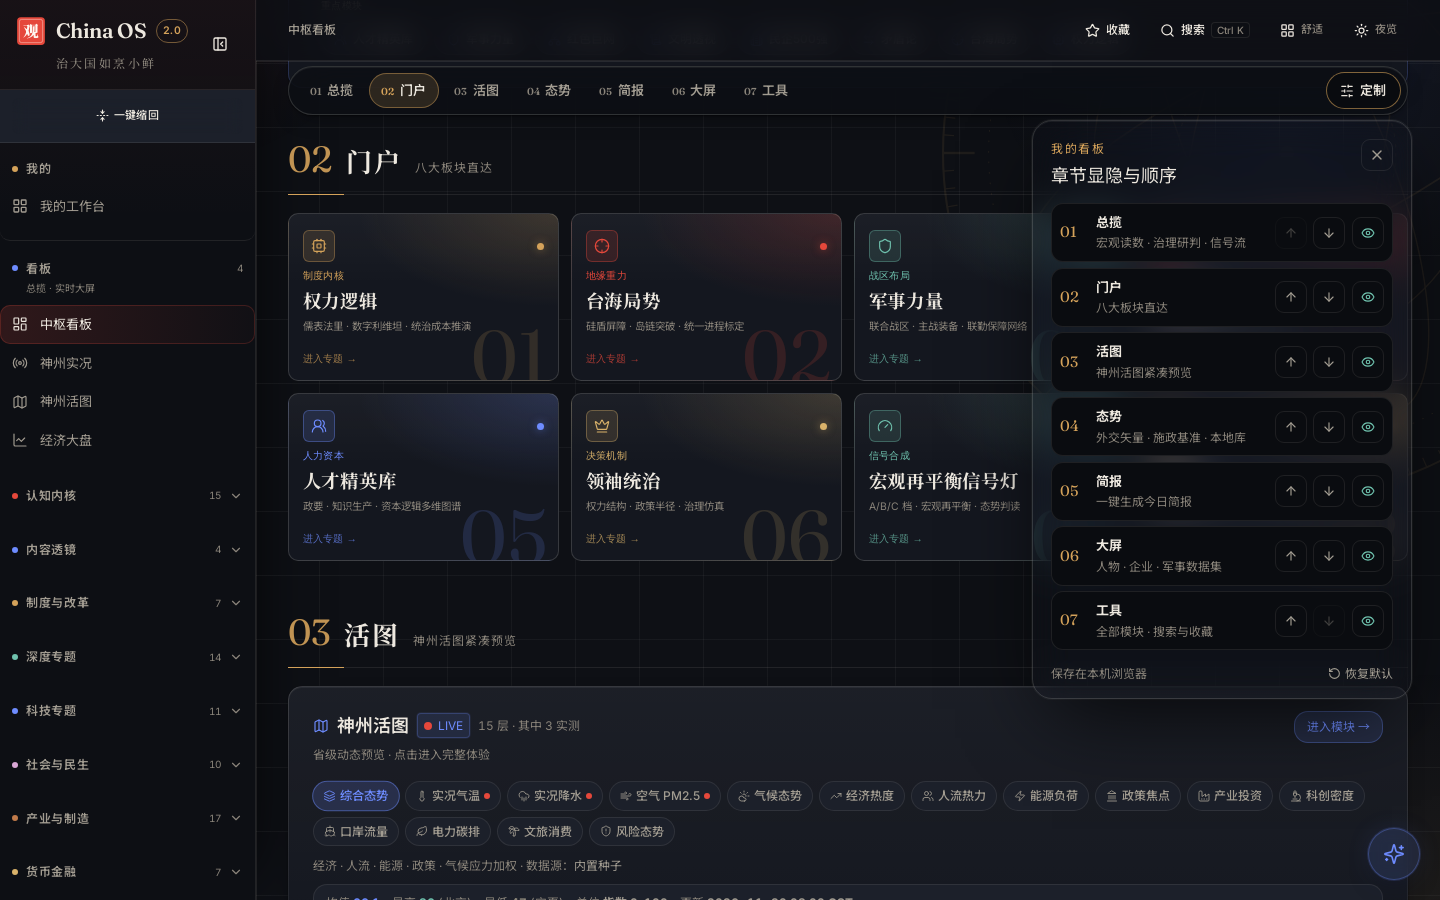 观 China OS 2.0
治大国如烹小鲜
一键缩回
我的
我的工作台
看板 4
总揽 · 实时大屏
中枢看板
神州实况
神州活图
经济大盘
认知内核 15
内容透镜 4
制度与改革 7
深度专题 14
科技专题 11
社会与民生 10
产业与制造 17
货币金融 7
中枢看板
收藏 搜索 Ctrl K 舒适 夜览
01 总揽 02 门户 03 活图 04 态势 05 简报 06 大屏 07 工具 定制
02 门户 八大板块直达
制度内核
权力逻辑
儒表法里 · 数字利维坦 · 统治成本推演
进入专题 →
01
地缘重力
台海局势
硅盾屏障 · 岛链突破 · 统一进程标定
进入专题 →
02
战区布局
军事力量
联合战区 · 主战装备 · 联勤保障网络
进入专题 →
人力资本
人才精英库
政要 · 知识生产 · 资本逻辑多维图谱
进入专题 →
05
决策机制
领袖统治
权力结构 · 政策半径 · 治理仿真
进入专题 →
06
信号合成
宏观再平衡信号灯
A/B/C 档 · 宏观再平衡 · 态势判读
进入专题 →
我的看板
章节显隐与顺序
01 总揽
宏观读数 · 治理研判 · 信号流
02 门户
八大板块直达
03 活图
神州活图紧凑预览
04 态势
外交矢量 · 施政基准 · 本地库
05 简报
一键生成今日简报
06 大屏
人物 · 企业 · 军事数据集
07 工具
全部模块 · 搜索与收藏
保存在本机浏览器 恢复默认
03 活图 神州活图紧凑预览
神州活图 LIVE 15 层 · 其中 3 实测 进入模块 →
省级动态预览 · 点击进入完整体验
综合态势 实况气温 实况降水 空气 PM2.5 气候态势 经济热度 人流热力 能源负荷 政策焦点 产业投资 科创密度
口岸流量 电力碳排 文旅消费 风险态势
经济 · 人流 · 能源 · 政策 · 气候应力加权 · 数据源：内置种子